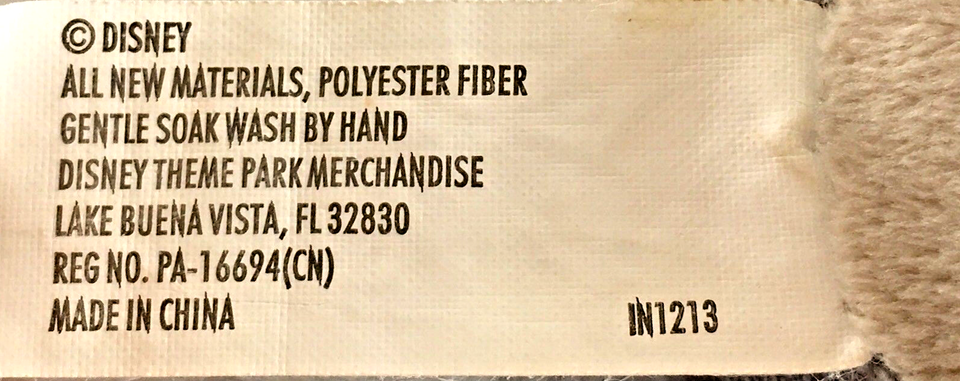 © DISNEY
ALL NEW MATERIALS, POLYESTER FIBER
GENTLE SOAK WASH BY HAND
DISNEY THEME PARK MERCHANDISE
LAKE BUENA VISTA, FL 32830
REG NO. PA-16694(CN)
MADE IN CHINA IN1213